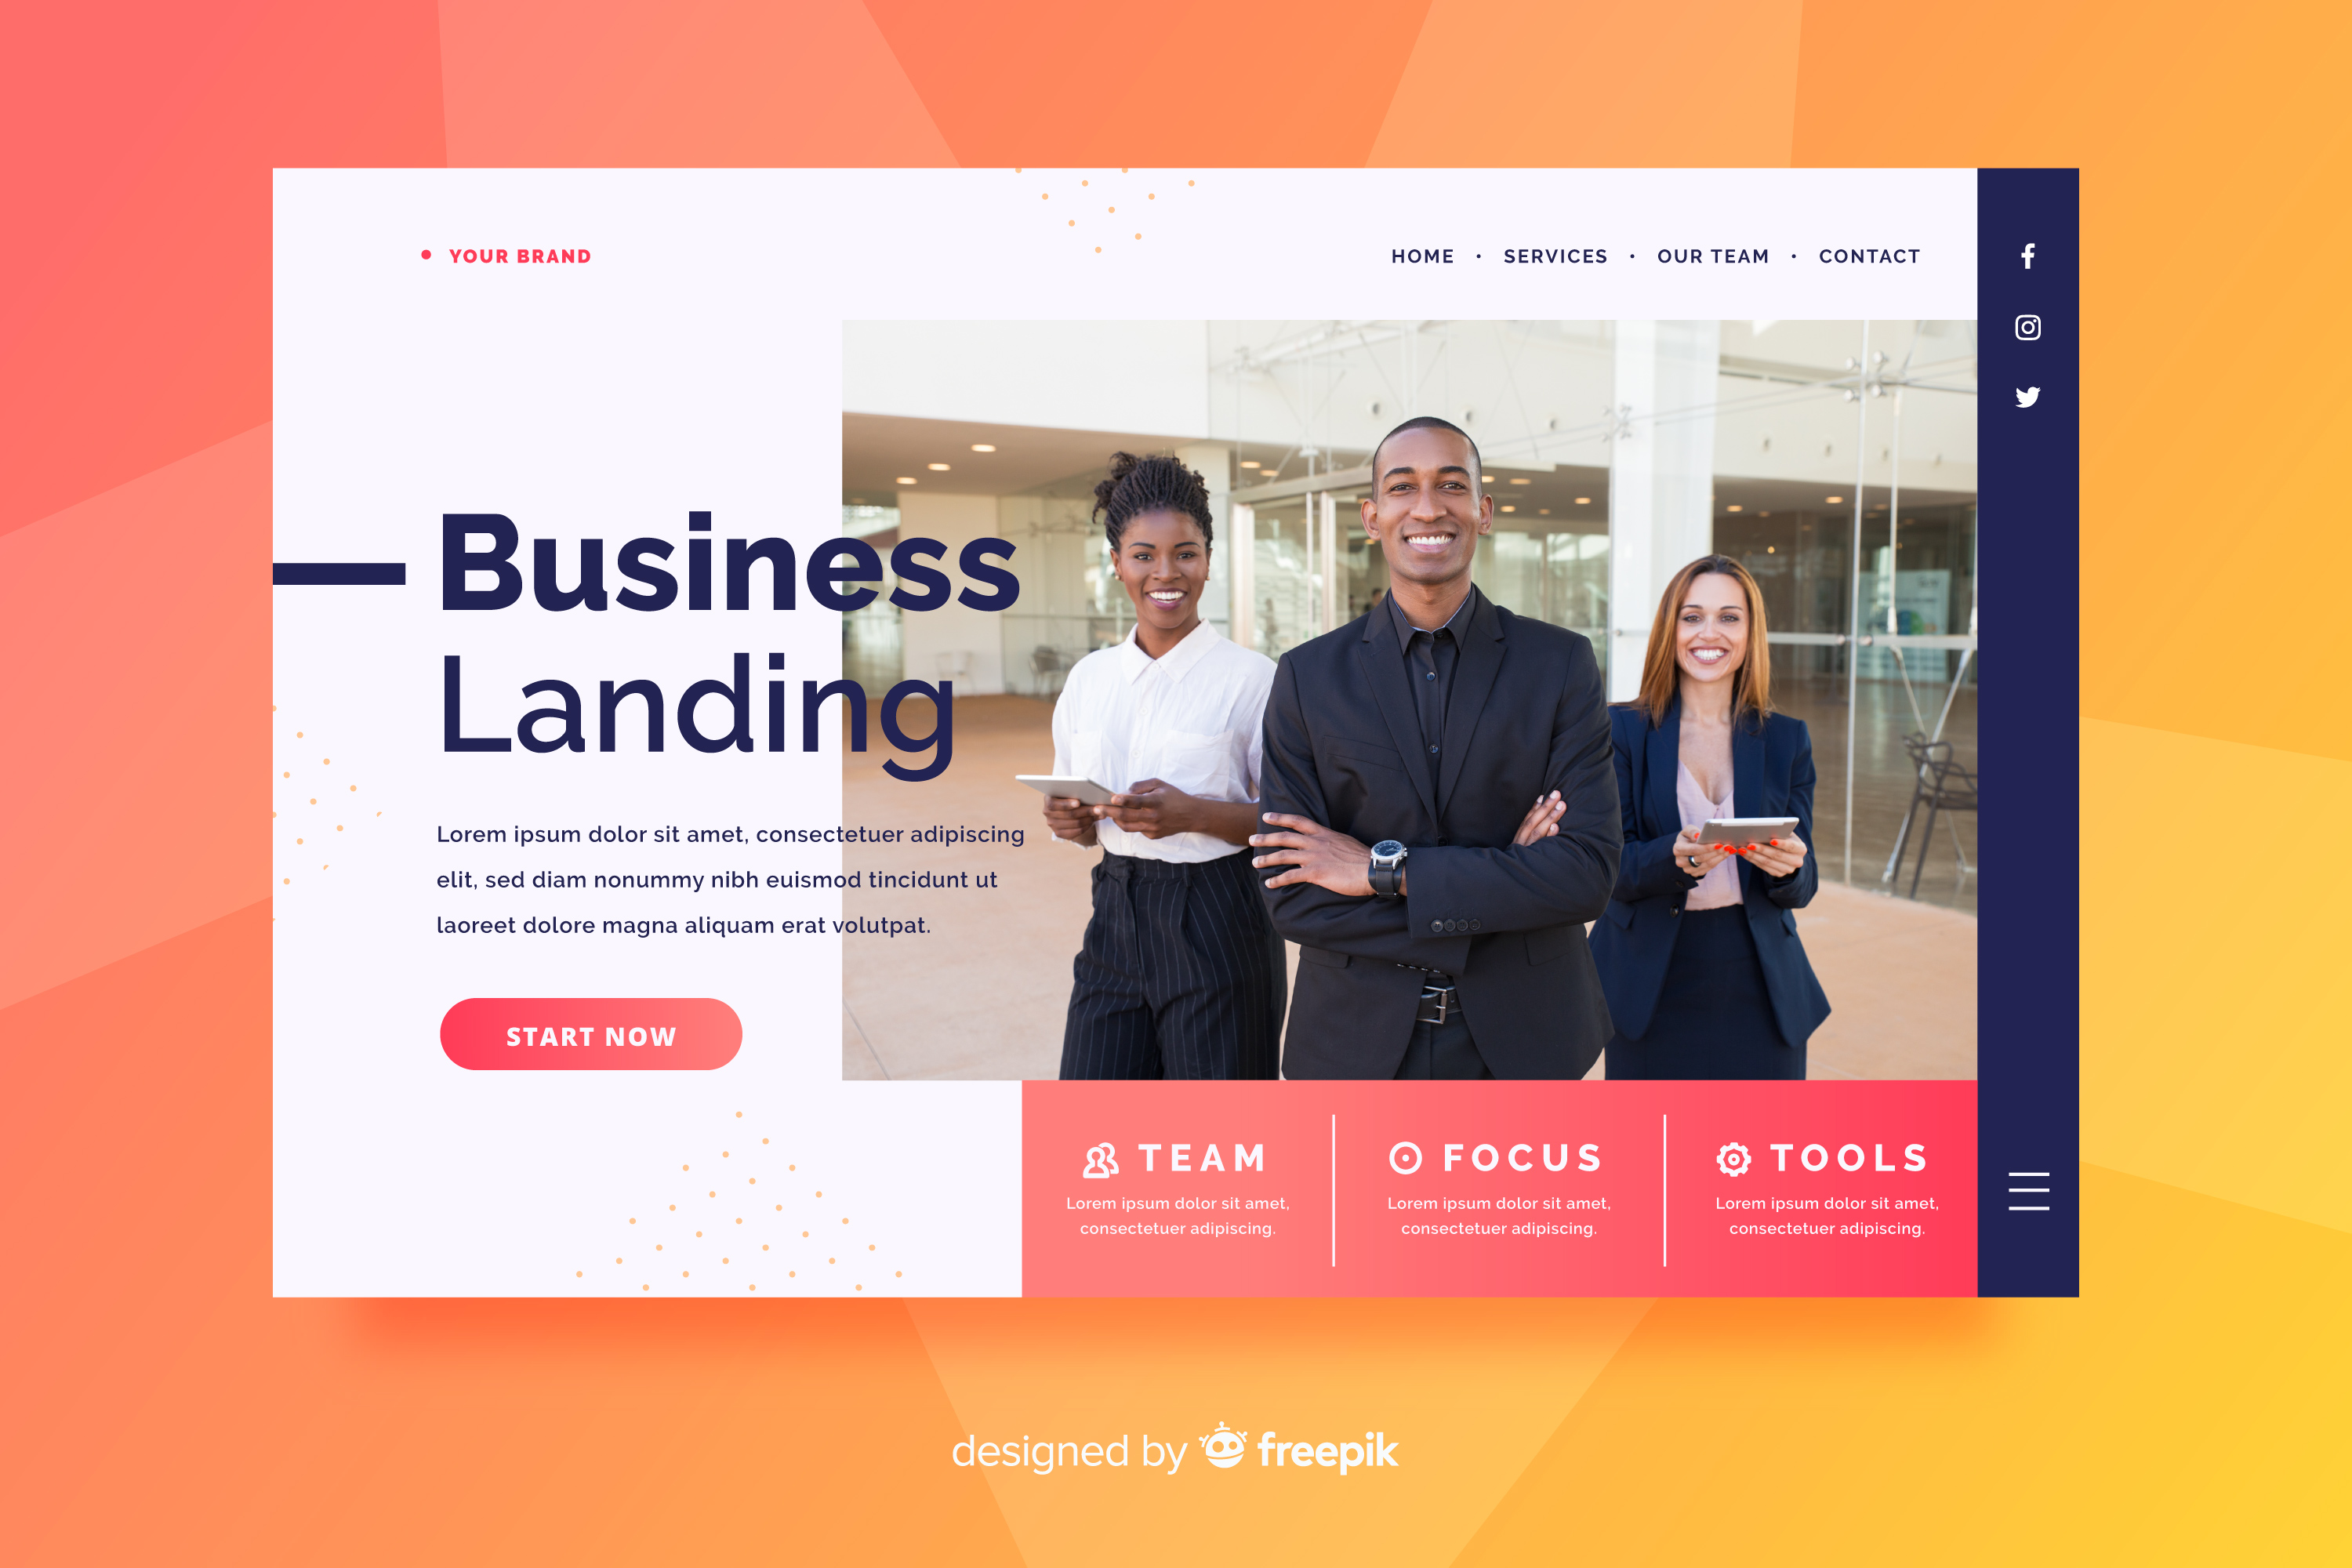 YOUR BRAND
HOME • SERVICES • OUR TEAM • CONTACT
Business
Landing
Lorem ipsum dolor sit amet, consectetuer adipiscing
elit, sed diam nonummy nibh euismod tincidunt ut
laoreet dolore magna aliquam erat volutpat.
START NOW
TEAM
Lorem ipsum dolor sit amet,
consectetuer adipiscing.
FOCUS
Lorem ipsum dolor sit amet,
consectetuer adipiscing.
TOOLS
Lorem ipsum dolor sit amet,
consectetuer adipiscing.
designed by freepik